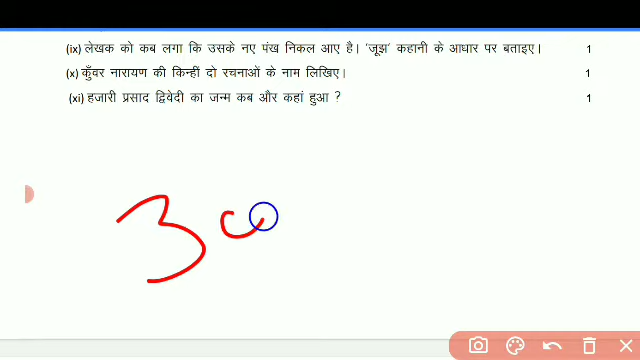 (ix) लेखक को कब लगा कि उसके नए पंख निकल आए है। ‘जूझ’ कहानी के आधार पर बताइए। 1
(x) कुँवर नारायण की किन्हीं दो रचनाओं के नाम लिखिए। 1
(xi) हजारी प्रसाद द्विवेदी का जन्म कब और कहां हुआ ? 1